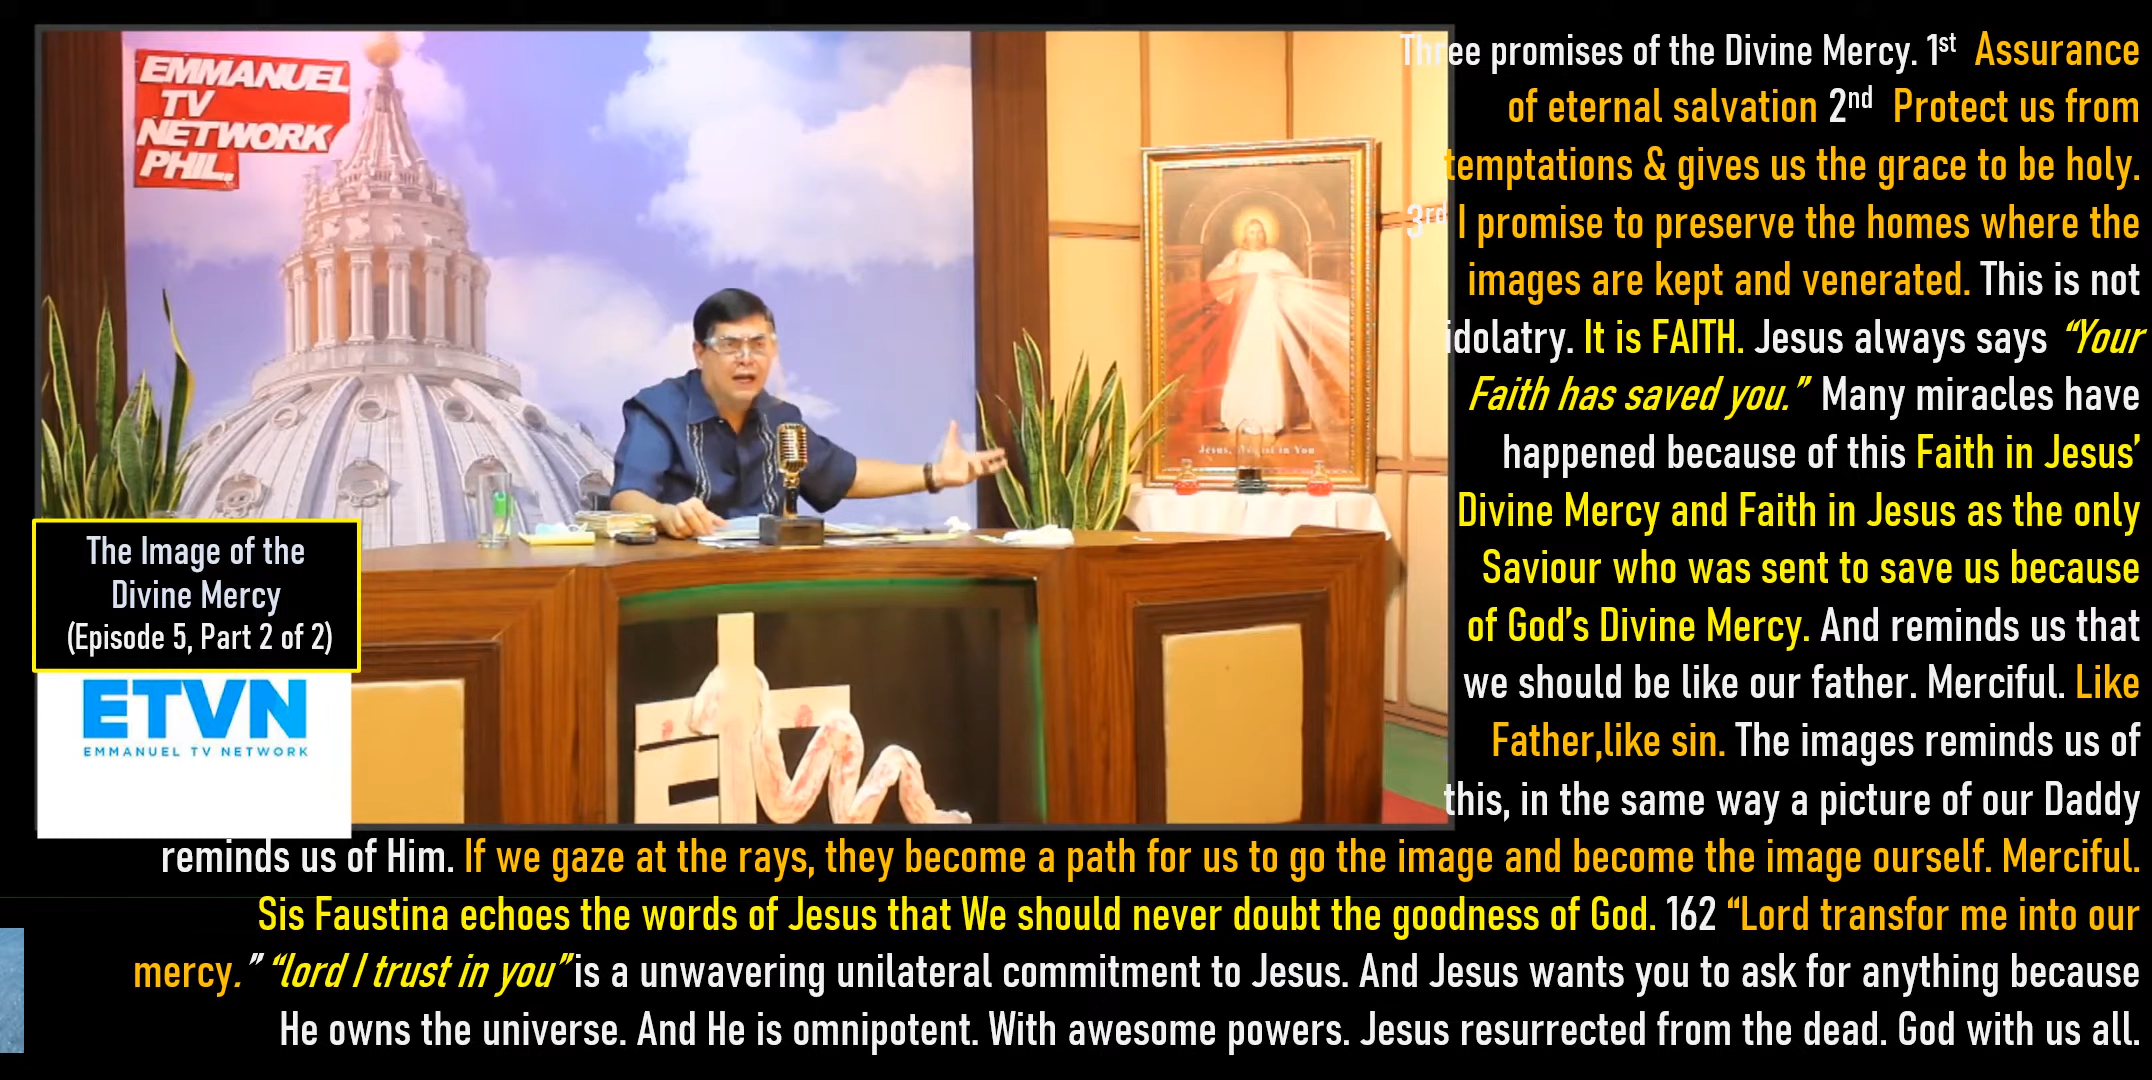 EMMANUEL
TV
NETWORK
PHIL.
Jesus, I trust in You
The Image of the
Divine Mercy
(Episode 5, Part 2 of 2)
ETVN
EMMANUEL TV NETWORK
etvn
Three promises of the Divine Mercy. 1st Assurance
of eternal salvation 2nd Protect us from
temptations & gives us the grace to be holy.
3rd I promise to preserve the homes where the
images are kept and venerated. This is not
idolatry. It is FAITH. Jesus always says “Your
Faith has saved you.” Many miracles have
happened because of this Faith in Jesus’
Divine Mercy and Faith in Jesus as the only
Saviour who was sent to save us because
of God’s Divine Mercy. And reminds us that
we should be like our father. Merciful. Like
Father,like sin. The images reminds us of
this, in the same way a picture of our Daddy
reminds us of Him. If we gaze at the rays, they become a path for us to go the image and become the image ourself. Merciful.
Sis Faustina echoes the words of Jesus that We should never doubt the goodness of God. 162 “Lord transfor me into our
mercy.” “lord I trust in you”is a unwavering unilateral commitment to Jesus. And Jesus wants you to ask for anything because
He owns the universe. And He is omnipotent. With awesome powers. Jesus resurrected from the dead. God with us all.